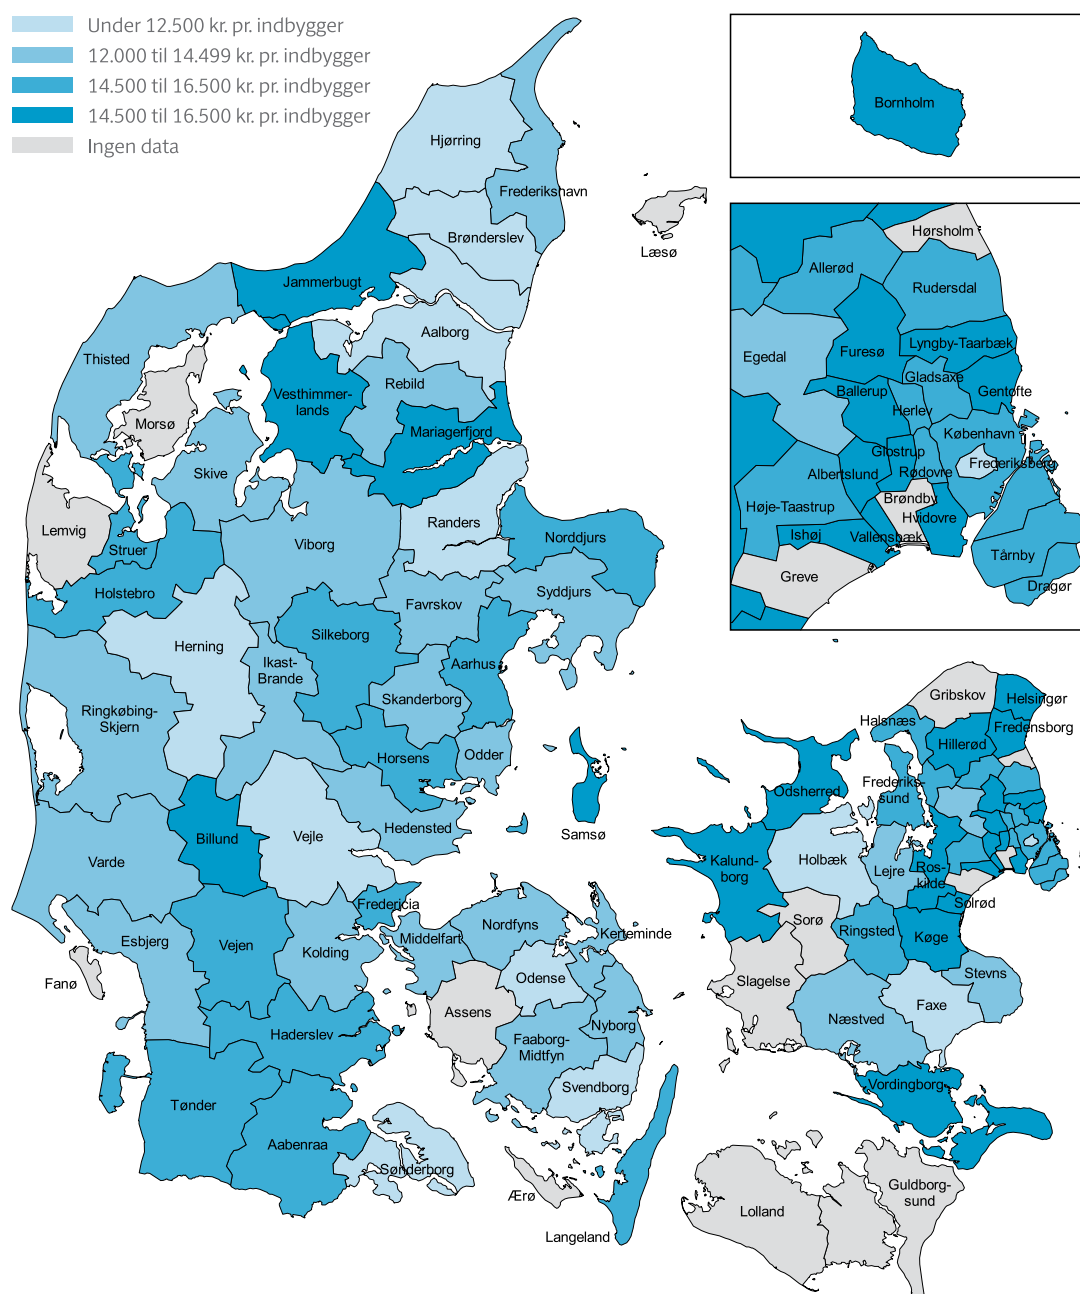 Under 12.500 kr. pr. indbygger
12.000 til 14.499 kr. pr. indbygger
14.500 til 16.500 kr. pr. indbygger
14.500 til 16.500 kr. pr. indbygger
Ingen data
Hjørring
Frederikshavn
Brønderslev
Læsø
Jammerbugt
Aalborg
Thisted
Rebild
Vesthimmer-
lands
Morsø
Mariagerfjord
Skive
Lemvig
Randers
Viborg
Struer
Norddjurs
Holstebro
Favrskov
Syddjurs
Silkeborg
Herning
Ikast-
Brande
Aarhus
Skanderborg
Ringkøbing-
Skjern
Horsens
Odder
Hedensted
Samsø
Billund
Vejle
Varde
Fredericia
Vejen
Kolding
Esbjerg
Fanø
Middelfart
Nordfyns
Kerteminde
Odense
Assens
Nyborg
Faaborg-
Midtfyn
Svendborg
Haderslev
Tønder
Aabenraa
Sønderborg
Ærø
Langeland
Bornholm
Hørsholm
Allerød
Rudersdal
Egedal
Furesø
Lyngby-Taarbæk
Gladsaxe
Ballerup
Gentofte
Herlev
København
Glostrup
Frederiksberg
Albertslund
Rødovre
Høje-Taastrup
Brøndby
Hvidovre
Ishøj
Vallensbæk
Greve
Tårnby
Dragør
Gribskov
Helsingør
Halsnæs
Fredensborg
Hillerød
Odsherred
Frederiks-
sund
Kalund-
borg
Holbæk
Lejre
Ros-
kilde
Solrød
Sorø
Ringsted
Køge
Slagelse
Stevns
Næstved
Faxe
Vordingborg
Guldborg-
sund
Lolland